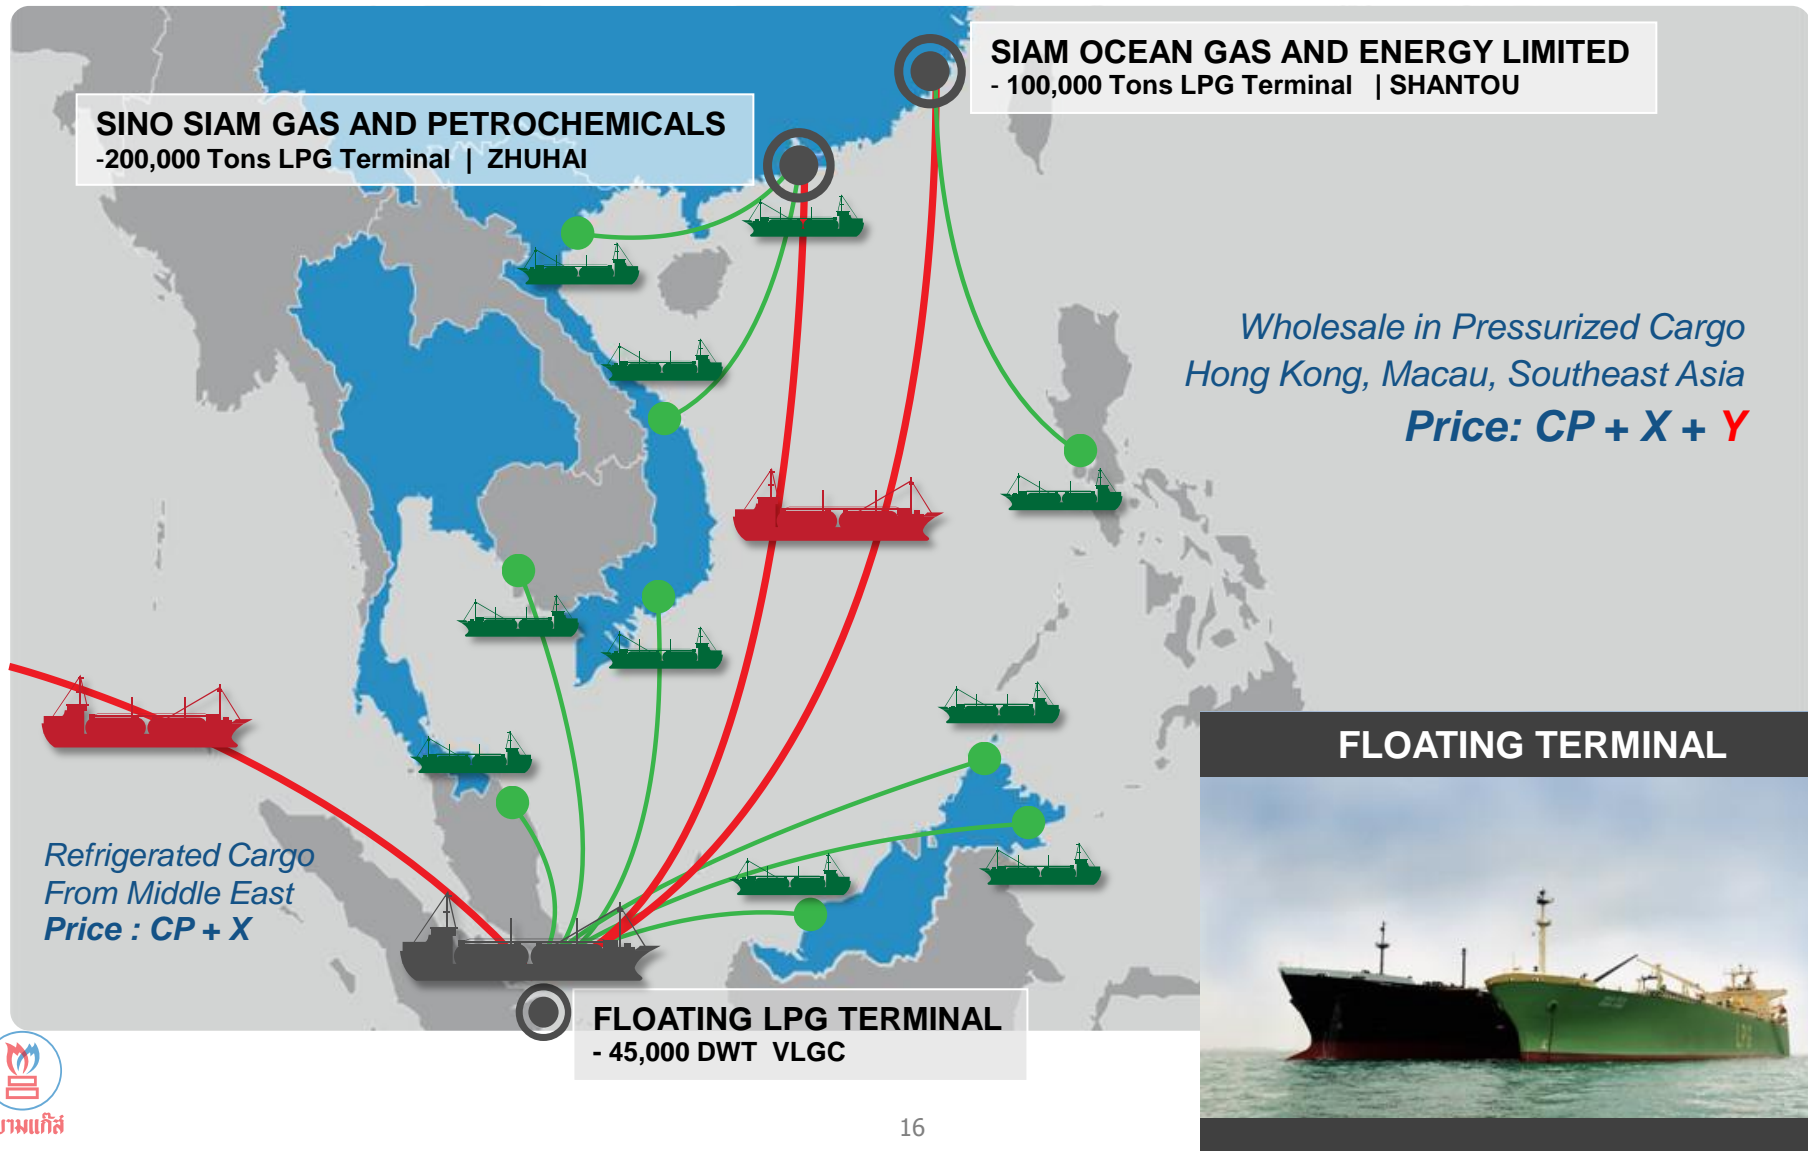 SIAM OCEAN GAS AND ENERGY LIMITED
- 100,000 Tons LPG Terminal | SHANTOU
SINO SIAM GAS AND PETROCHEMICALS
-200,000 Tons LPG Terminal | ZHUHAI
Wholesale in Pressurized Cargo
Hong Kong, Macau, Southeast Asia
Price: CP + X + Y
Refrigerated Cargo
From Middle East
Price : CP + X
FLOATING TERMINAL
FLOATING LPG TERMINAL
- 45,000 DWT VLGC
16